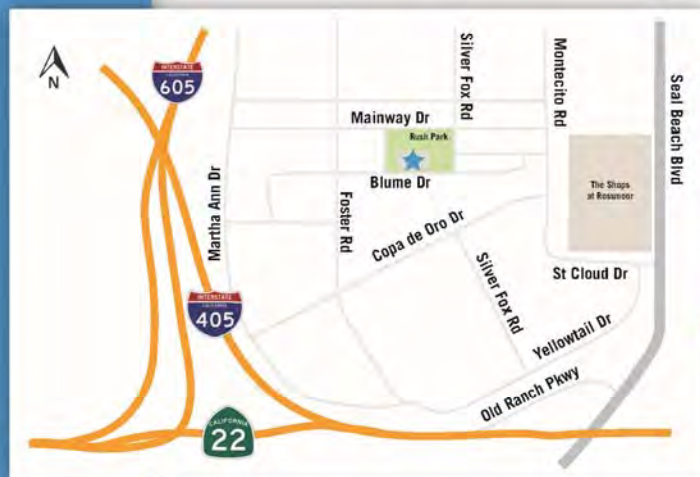 N
INTERSTATE
CALIFORNIA
605
Silver Fox Rd
Montecito Rd
Seal Beach Blvd
Mainway Dr
Rush Park
Blume Dr
Martha Ann Dr
Foster Rd
Copa de Oro Dr
The Shops
at Rossmoor
Silver Fox Rd
St Cloud Dr
INTERSTATE
CALIFORNIA
405
Yellowtail Dr
Old Ranch Pkwy
CALIFORNIA
22